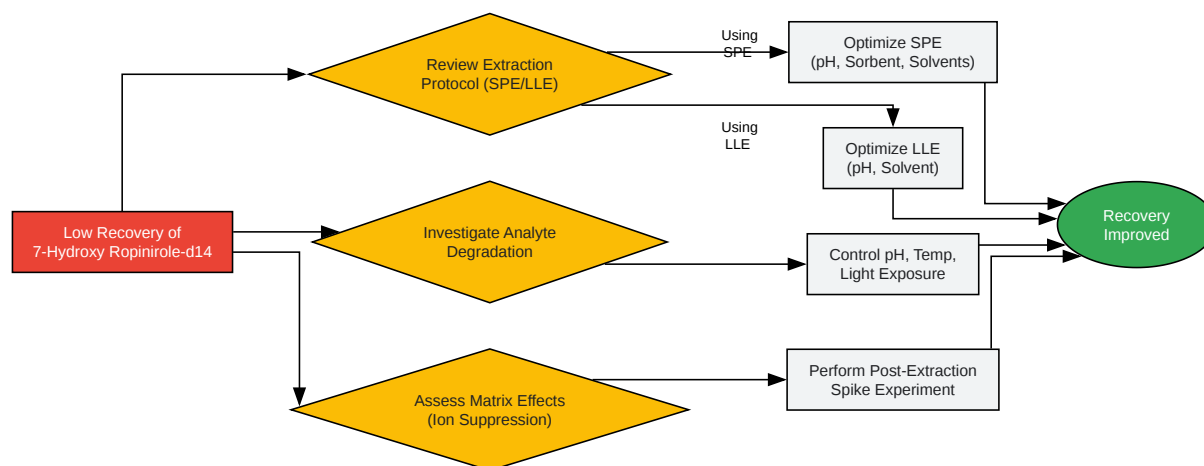 Using
SPE
Optimize SPE
(pH, Sorbent, Solvents)
Review Extraction
Protocol (SPE/LLE)
Using
LLE
Optimize LLE
(pH, Solvent)
Low Recovery of
7-Hydroxy Ropinirole-d14
Investigate Analyte
Degradation
Control pH, Temp,
Light Exposure
Recovery
Improved
Assess Matrix Effects
(Ion Suppression)
Perform Post-Extraction
Spike Experiment